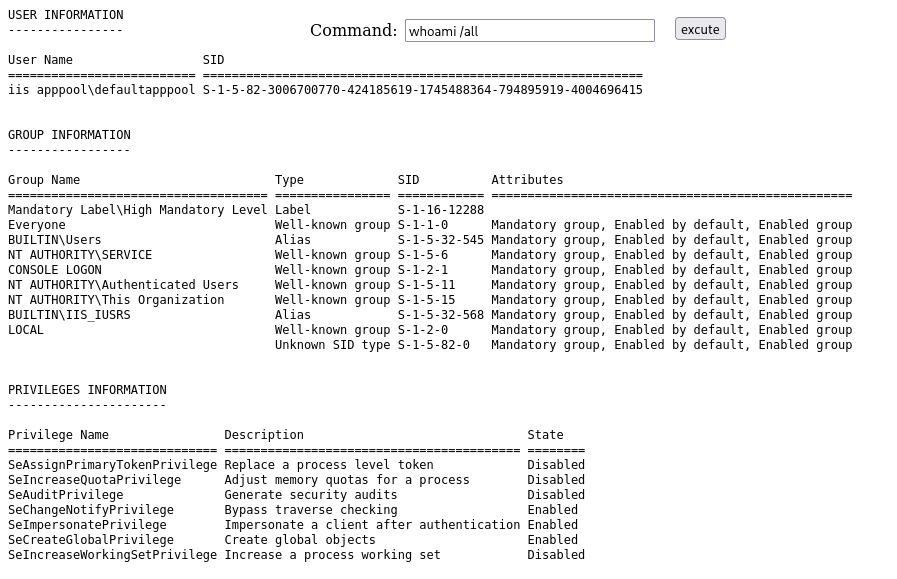 USER INFORMATION
----------------
Command: whoami /all excute
User Name SID
========================== =============================================================
iis apppool\defaultapppool S-1-5-82-3006700770-424185619-1745488364-794895919-4004696415
GROUP INFORMATION
-----------------
Group Name Type SID Attributes
==================================== ================ ============ ==================================================
Mandatory Label\High Mandatory Level Label S-1-16-12288
Everyone Well-known group S-1-1-0 Mandatory group, Enabled by default, Enabled group
BUILTIN\Users Alias S-1-5-32-545 Mandatory group, Enabled by default, Enabled group
NT AUTHORITY\SERVICE Well-known group S-1-5-6 Mandatory group, Enabled by default, Enabled group
CONSOLE LOGON Well-known group S-1-2-1 Mandatory group, Enabled by default, Enabled group
NT AUTHORITY\Authenticated Users Well-known group S-1-5-11 Mandatory group, Enabled by default, Enabled group
NT AUTHORITY\This Organization Well-known group S-1-5-15 Mandatory group, Enabled by default, Enabled group
BUILTIN\IIS_IUSRS Alias S-1-5-32-568 Mandatory group, Enabled by default, Enabled group
LOCAL Well-known group S-1-2-0 Mandatory group, Enabled by default, Enabled group
Unknown SID type S-1-5-82-0 Mandatory group, Enabled by default, Enabled group
PRIVILEGES INFORMATION
----------------------
Privilege Name Description State
============================= ========================================= ========
SeAssignPrimaryTokenPrivilege Replace a process level token Disabled
SeIncreaseQuotaPrivilege Adjust memory quotas for a process Disabled
SeAuditPrivilege Generate security audits Disabled
SeChangeNotifyPrivilege Bypass traverse checking Enabled
SeImpersonatePrivilege Impersonate a client after authentication Enabled
SeCreateGlobalPrivilege Create global objects Enabled
SeIncreaseWorkingSetPrivilege Increase a process working set Disabled